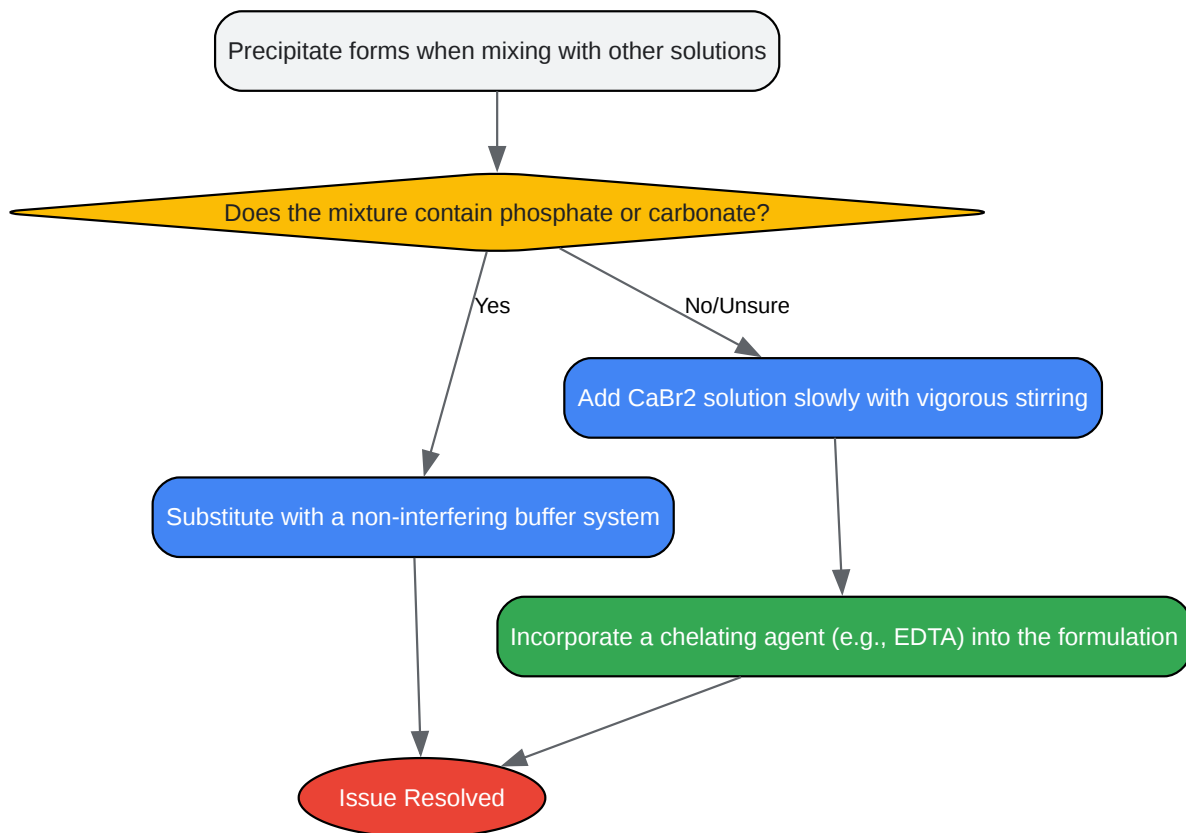 Precipitate forms when mixing with other solutions
Does the mixture contain phosphate or carbonate?
Yes
No/Unsure
Add CaBr2 solution slowly with vigorous stirring
Substitute with a non-interfering buffer system
Incorporate a chelating agent (e.g., EDTA) into the formulation
Issue Resolved